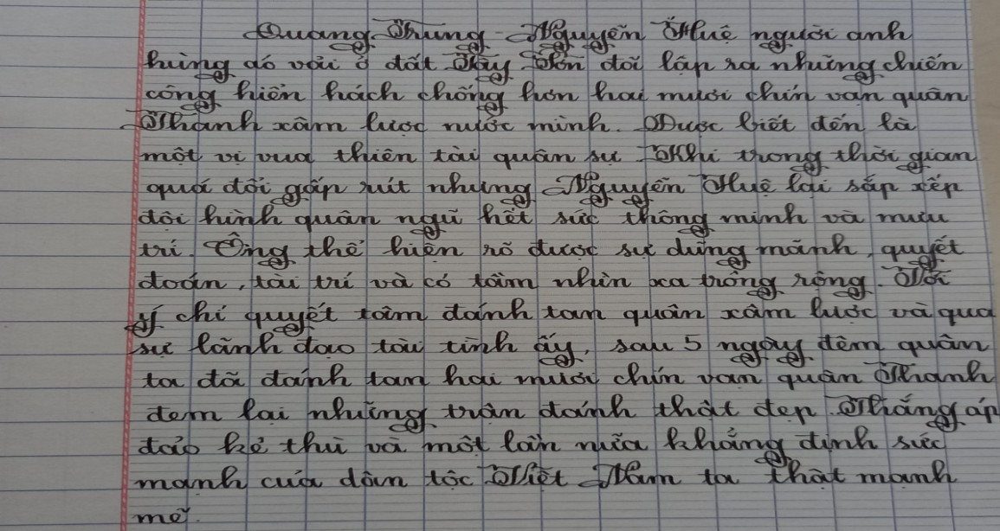 Quang Trung - Nguyễn Huệ người anh
hùng áo vải ở đất Tây Sơn đời lập ra những chiến
công hiển hách chống hơn hai mươi chín vạn quân
Thanh xâm lược nước mình. Được biết đến là
một vị vua thiên tài quân sự. Khi trong thời gian
quá đỗi gấp rút nhưng Nguyễn Huệ lại sắp xếp
đội hình quân ngũ hết sức thông minh và mưu
trí. Ông thể hiện rõ được sự dũng mãnh, quyết
đoán, tài trí và có tầm nhìn xa trông rộng. Với
ý chí quyết tâm đánh tan quân xâm lược và qua
sự lãnh đạo tài tình ấy, sau 5 ngày đêm quân
ta đã đánh tan hai mươi chín vạn quân Thanh
đem lại những trận đánh thật đẹp. Thắng áp
đảo kẻ thù và một lần nữa khẳng định sức
mạnh của dân tộc Việt Nam ta thật mạnh
mẽ.